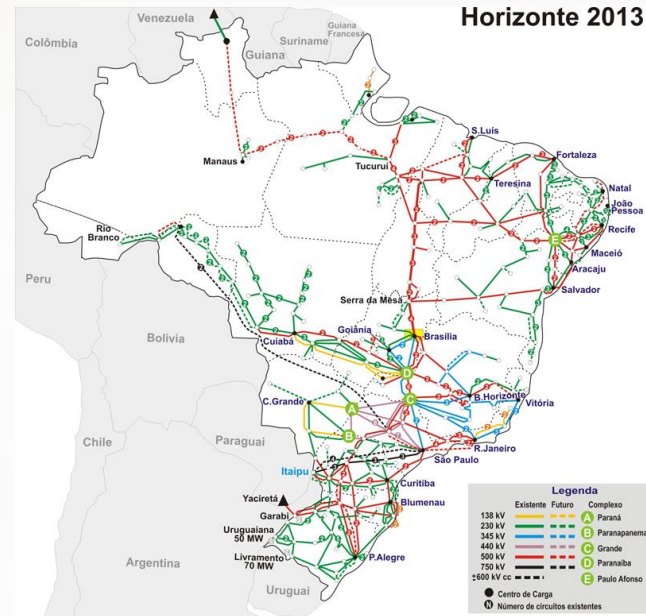 Horizonte 2013
Venezuela
Colômbia
Guiana
Suriname
Guiana
Francesa
Manaus
Tucuruí
S.Luis
Fortaleza
Teresina
Natal
João
Pessoa
Recife
Maceió
Aracaju
Salvador
E
Rio
Branco
Peru
Serra da Mesa
Bolivia
Cuiabá
Goiânia
Brasília
D
C.Grande
A
B
C
B.Horizonte
Vitória
R.Janeiro
São Paulo
Chile
Paraguai
Itaipu
Curitiba
Blumenau
Yaciretá
Garabi
Uruguaiana
50 MW
Livramento
70 MW
P.Alegre
Argentina
Uruguai
Legenda
Existente Futuro Complexo
138 kV A Paraná
230 kV
345 kV B Paranapanema
440 kV C Grande
500 kV D Paranaíba
750 kV
±600 kV cc E Paulo Afonso
Centro de Carga
N Número de circuitos existentes